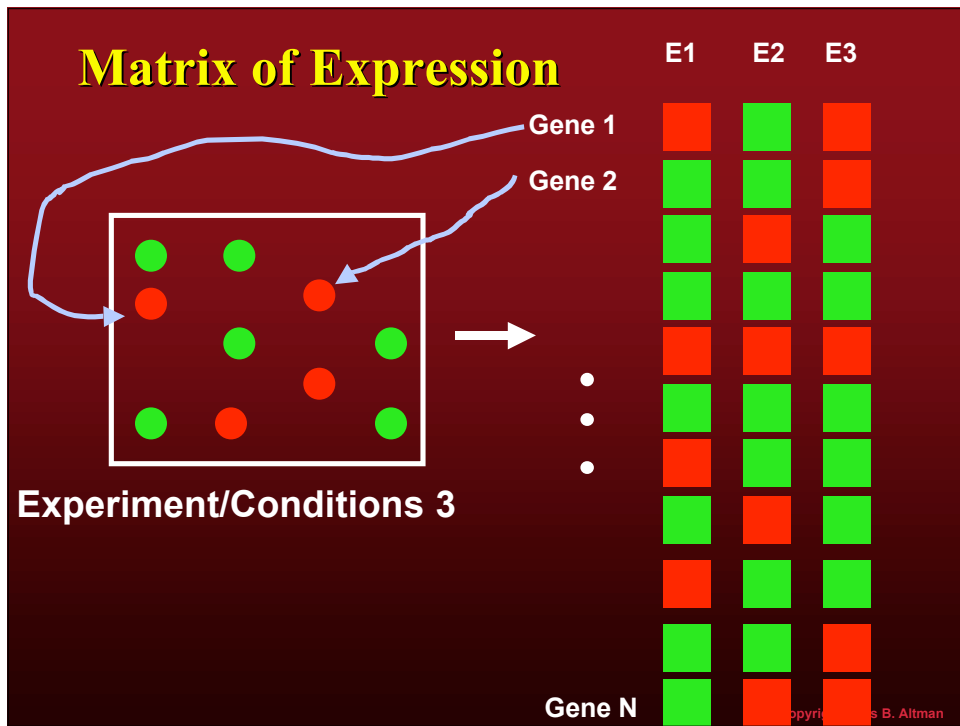 Matrix of Expression
E1 E2 E3
Gene 1
Gene 2
Experiment/Conditions 3
Gene N
B. Altman